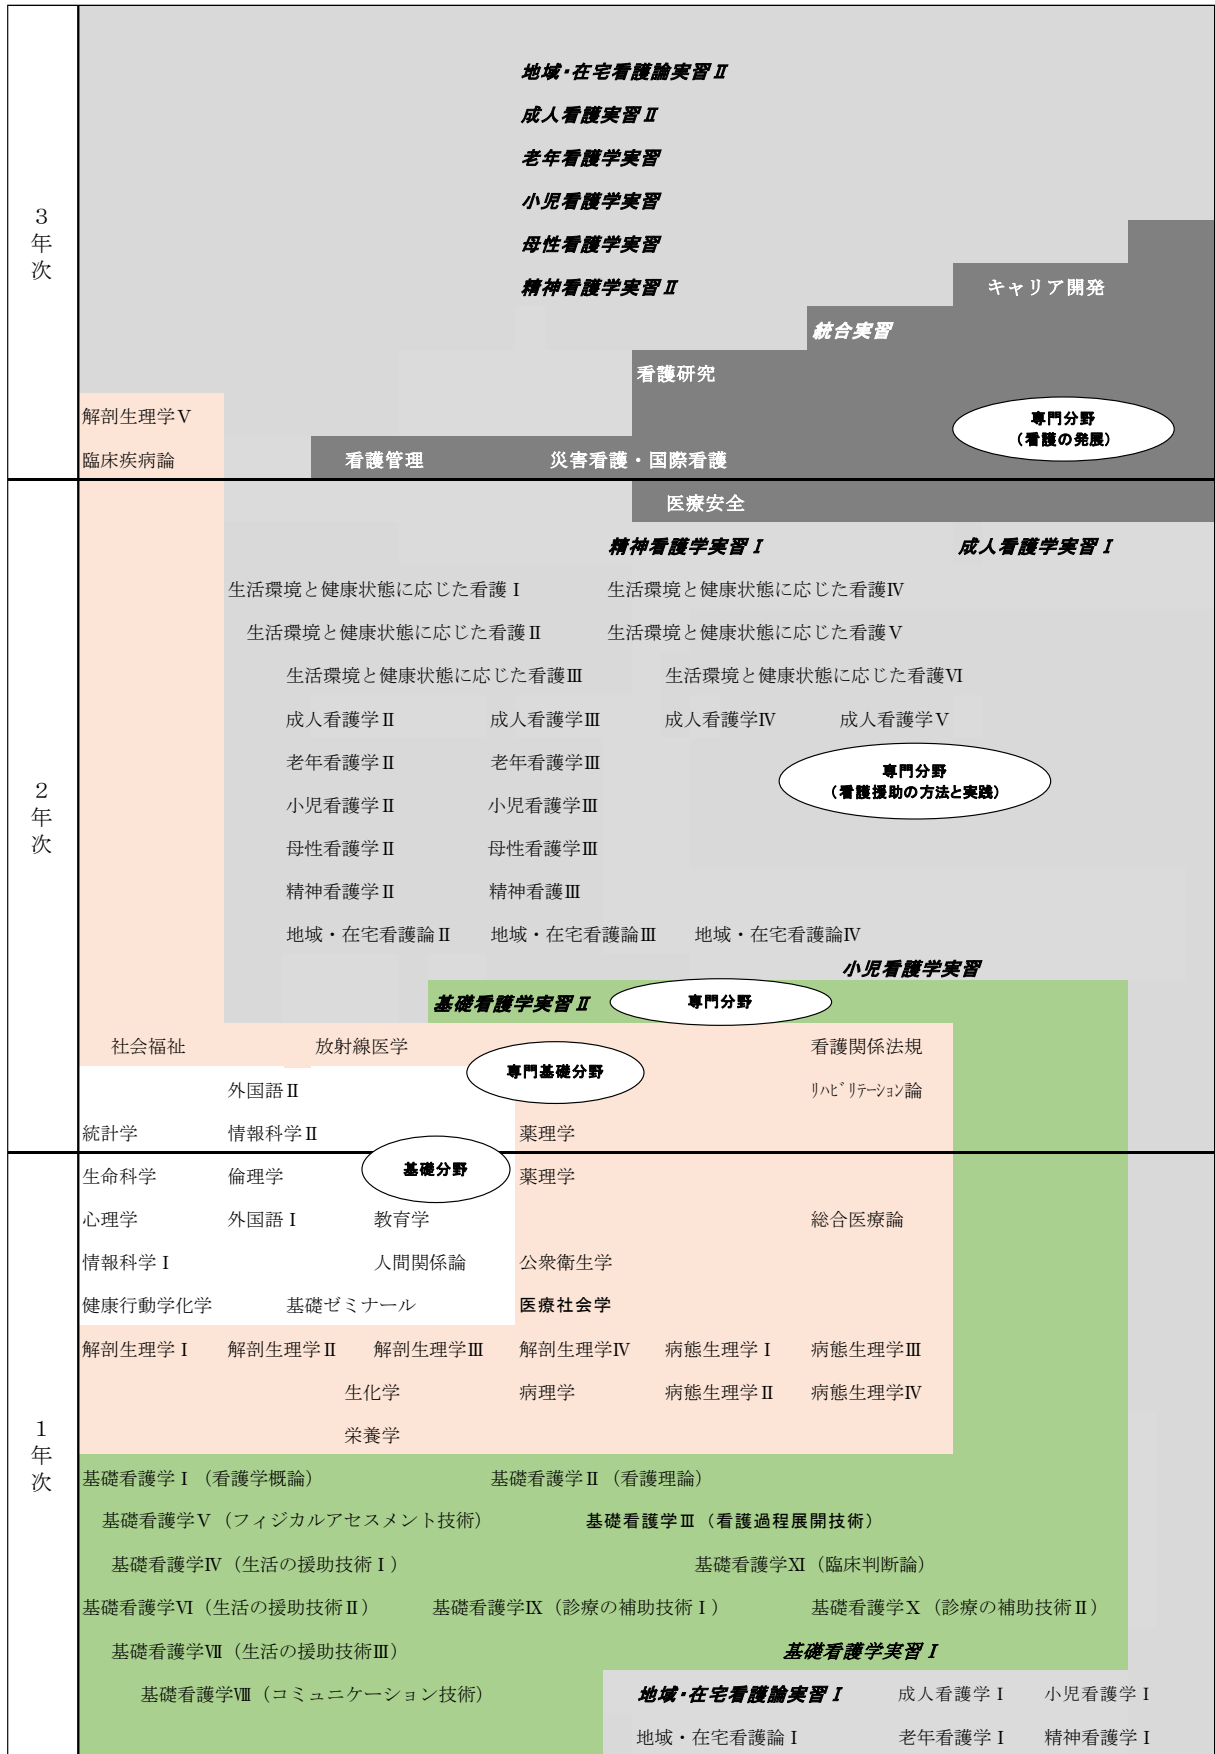 3年次
地域・在宅看護論実習Ⅱ
成人看護実習Ⅱ
老年看護学実習
小児看護学実習
母性看護学実習
精神看護学実習Ⅱ
キャリア開発
統合実習
看護研究
解剖生理学Ⅴ
専門分野
(看護の発展)
臨床疾病論 看護管理 災害看護・国際看護
2年次
医療安全
精神看護学実習Ⅰ 成人看護学実習Ⅰ
生活環境と健康状態に応じた看護Ⅰ 生活環境と健康状態に応じた看護Ⅳ
生活環境と健康状態に応じた看護Ⅱ 生活環境と健康状態に応じた看護Ⅴ
生活環境と健康状態に応じた看護Ⅲ 生活環境と健康状態に応じた看護Ⅵ
成人看護学Ⅱ 成人看護学Ⅲ 成人看護学Ⅳ 成人看護学Ⅴ
老年看護学Ⅱ 老年看護学Ⅲ
専門分野
(看護援助の方法と実践)
小児看護学Ⅱ 小児看護学Ⅲ
母性看護学Ⅱ 母性看護学Ⅲ
精神看護学Ⅱ 精神看護Ⅲ
地域・在宅看護論Ⅱ 地域・在宅看護論Ⅲ 地域・在宅看護論Ⅳ
小児看護学実習
基礎看護学実習Ⅱ 専門分野
社会福祉 放射線医学 看護関係法規
専門基礎分野
外国語Ⅱ ﾘﾊﾋﾞﾘﾃｰｼｮﾝ論
統計学 情報科学Ⅱ 薬理学
基礎分野
1年次
生命科学 倫理学 薬理学
心理学 外国語Ⅰ 教育学 総合医療論
情報科学Ⅰ 人間関係論 公衆衛生学
健康行動学化学 基礎ゼミナール 医療社会学
解剖生理学Ⅰ 解剖生理学Ⅱ 解剖生理学Ⅲ 解剖生理学Ⅳ 病態生理学Ⅰ 病態生理学Ⅲ
生化学 病理学 病態生理学Ⅱ 病態生理学Ⅳ
栄養学
基礎看護学Ⅰ（看護学概論） 基礎看護学Ⅱ（看護理論）
基礎看護学Ⅴ（フィジカルアセスメント技術） 基礎看護学Ⅲ（看護過程展開技術）
基礎看護学Ⅳ（生活の援助技術Ⅰ） 基礎看護学Ⅺ（臨床判断論）
基礎看護学Ⅵ（生活の援助技術Ⅱ） 基礎看護学Ⅸ（診療の補助技術Ⅰ） 基礎看護学Ⅹ（診療の補助技術Ⅱ）
基礎看護学Ⅶ（生活の援助技術Ⅲ） 基礎看護学実習Ⅰ
基礎看護学Ⅷ（コミュニケーション技術） 地域・在宅看護論実習Ⅰ 成人看護学Ⅰ 小児看護学Ⅰ
地域・在宅看護論Ⅰ 老年看護学Ⅰ 精神看護学Ⅰ